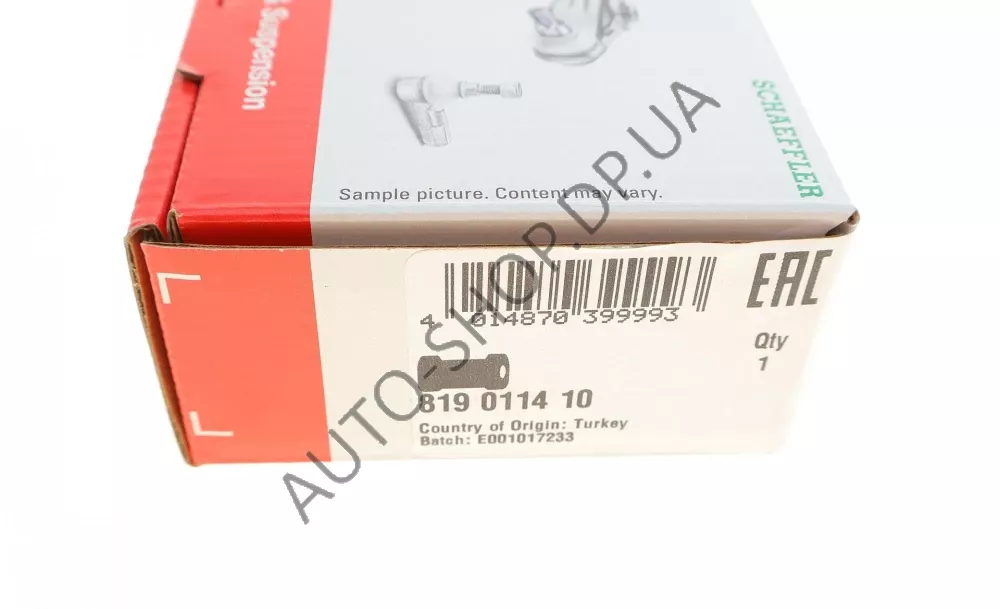 & Suspension
SCHAEFFLER
Sample picture. Content may vary.
4 014870 399993
EAC
Qty
1
819 0114 10
Country of Origin: Turkey
Batch: E001017233
AUTO-SHOP.DP.UA